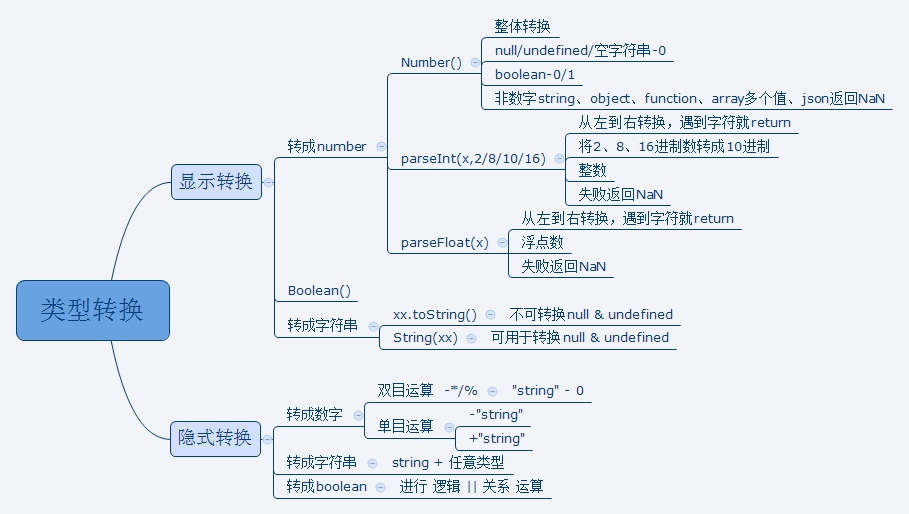 类型转换
显示转换
转成number
Number()
整体转换
null/undefined/空字符串-0
boolean-0/1
非数字string、object、function、array多个值、json返回NaN
parseInt(x,2/8/10/16)
从左到右转换，遇到字符就return
将2、8、16进制数转成10进制
整数
失败返回NaN
parseFloat(x)
从左到右转换，遇到字符就return
浮点数
失败返回NaN
Boolean()
转成字符串
xx.toString()
不可转换null & undefined
String(xx)
可用于转换null & undefined
隐式转换
转成数字
双目运算 -*/%
"string" - 0
单目运算
-"string"
+"string"
转成字符串
string + 任意类型
转成boolean
进行 逻辑 || 关系 运算